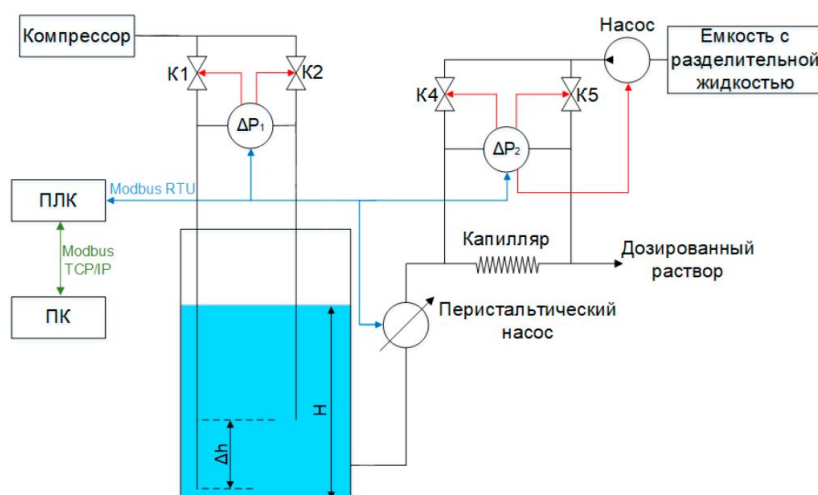 Компрессор
К1
К2
ΔP₁
Насос
Емкость с
разделительной
жидкостью
К4
К5
ΔP₂
ПЛК
Modbus RTU
Modbus
TCP/IP
ПК
Капилляр
Дозированный
раствор
Перистальтический
насос
H
Δh